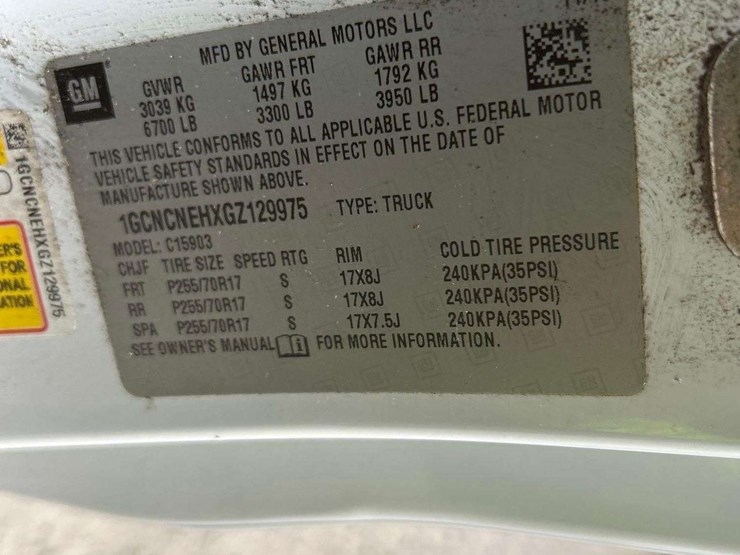 GM
MFD BY GENERAL MOTORS LLC
GVWR GAWR FRT GAWR RR
3039 KG 1497 KG 1792 KG
6700 LB 3300 LB 3950 LB
THIS VEHICLE CONFORMS TO ALL APPLICABLE U.S. FEDERAL MOTOR
VEHICLE SAFETY STANDARDS IN EFFECT ON THE DATE OF
MANUFACTURE SHOWN ABOVE.
1GCNCNEHXGZ129975 TYPE: TRUCK
MODEL: C15903
CHJF TIRE SIZE SPEED RTG RIM COLD TIRE PRESSURE
FRT P255/70R17 S 17X8J 240KPA(35PSI)
RR P255/70R17 S 17X8J 240KPA(35PSI)
SPA P255/70R17 S 17X7.5J 240KPA(35PSI)
SEE OWNER'S MANUAL i FOR MORE INFORMATION.
1GCNCNEHXGZ129975
ER'S
FOR
ONAL
ATION